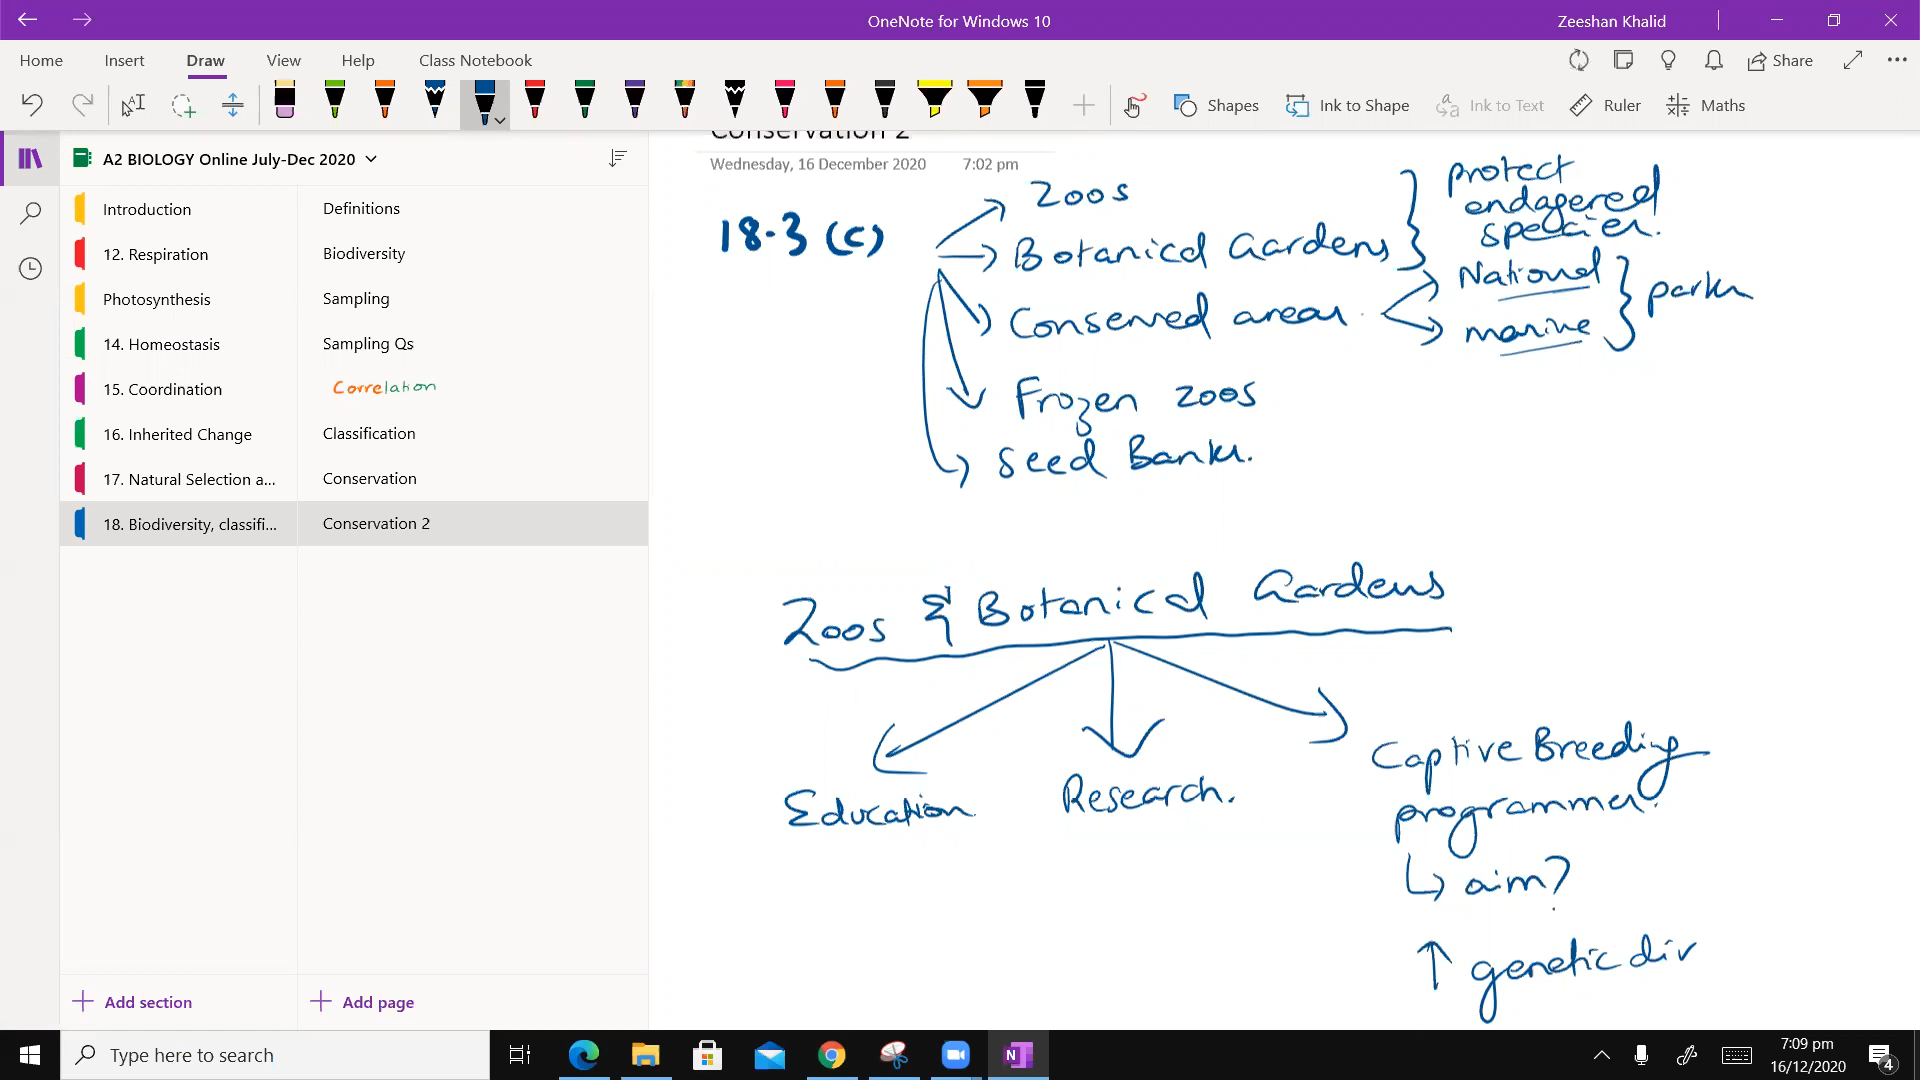 OneNote for Windows 10
Zeeshan Khalid
Home
Insert
Draw
View
Help
Class Notebook
Share
Shapes
Ink to Shape
Ink to Text
Ruler
Maths
A2 BIOLOGY Online July-Dec 2020
Introduction
12. Respiration
Photosynthesis
14. Homeostasis
15. Coordination
16. Inherited Change
17. Natural Selection a...
18. Biodiversity, classifi...
Add section
Definitions
Biodiversity
Sampling
Sampling Qs
Correlation
Classification
Conservation
Conservation 2
Add page
Conservation 2
Wednesday, 16 December 2020 7:02 pm
18.3 (c)
Zoos
Botanical Gardens
protect
endagered
species.
Conserved areas
National
marine
parks
Frozen zoos
Seed Banks.
Zoos & Botanical Gardens
Education
Research.
Captive Breeding
programmes.
aim?
↑ genetic div
Type here to search
N
7:09 pm
16/12/2020
4